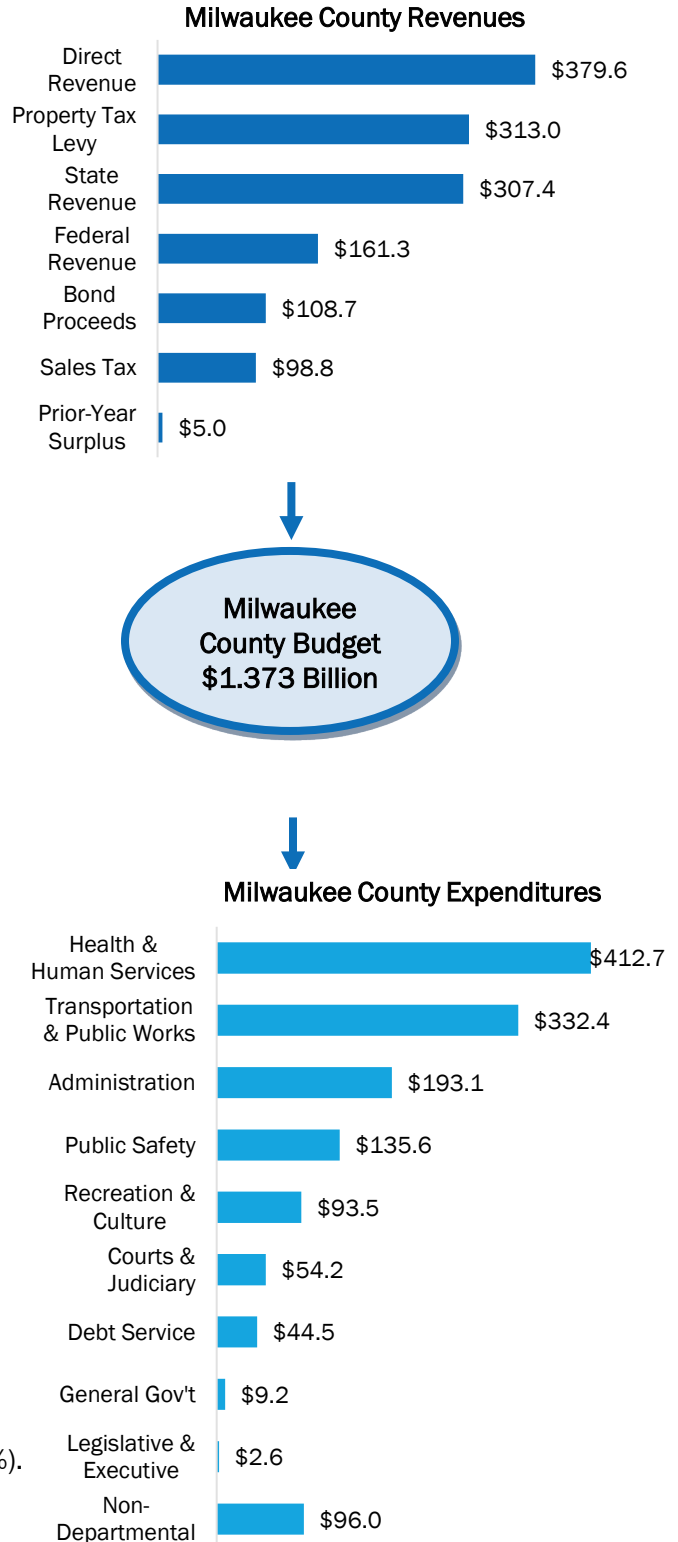 Milwaukee County Revenues
Direct
Revenue
$379.6
Property Tax
Levy
$313.0
State
Revenue
$307.4
Federal
Revenue
$161.3
Bond
Proceeds
$108.7
Sales Tax
$98.8
Prior-Year
Surplus
$5.0
Milwaukee
County Budget
$1.373 Billion
Milwaukee County Expenditures
Health &
Human Services
$412.7
Transportation
& Public Works
$332.4
Administration
$193.1
Public Safety
$135.6
Recreation &
Culture
$93.5
Courts &
Judiciary
$54.2
Debt Service
$44.5
General Gov't
$9.2
%).
Legislative &
Executive
$2.6
Non-
Departmental
$96.0